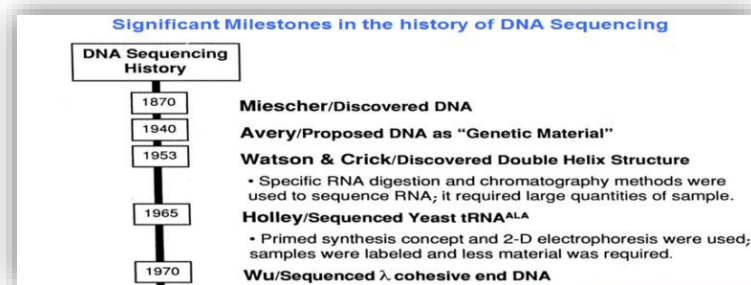 Significant Milestones in the history of DNA Sequencing
DNA Sequencing
History
1870
Miescher/Discovered DNA
1940
Avery/Proposed DNA as “Genetic Material”
1953
Watson & Crick/Discovered Double Helix Structure
• Specific RNA digestion and chromatography methods were
used to sequence RNA; it required large quantities of sample.
1965
Holley/Sequenced Yeast tRNAᴬᴸᴬ
• Primed synthesis concept and 2-D electrophoresis were used;
samples were labeled and less material was required.
1970
Wu/Sequenced λ cohesive end DNA